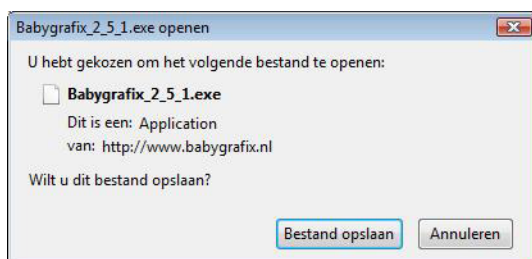 Babygrafix_2_5_1.exe openen
U hebt gekozen om het volgende bestand te openen:
Babygrafix_2_5_1.exe
Dit is een: Application
van: http://www.babygrafix.nl
Wilt u dit bestand opslaan?
Bestand opslaan Annuleren